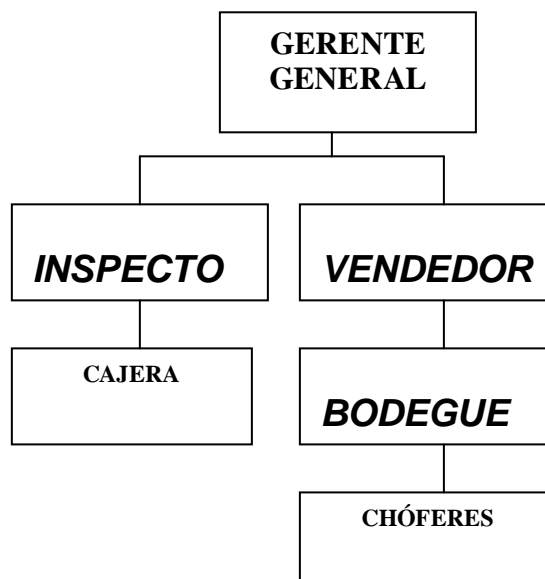 GERENTE
GENERAL
INSPECTO
VENDEDOR
CAJERA
BODEGUE
CHÓFERES